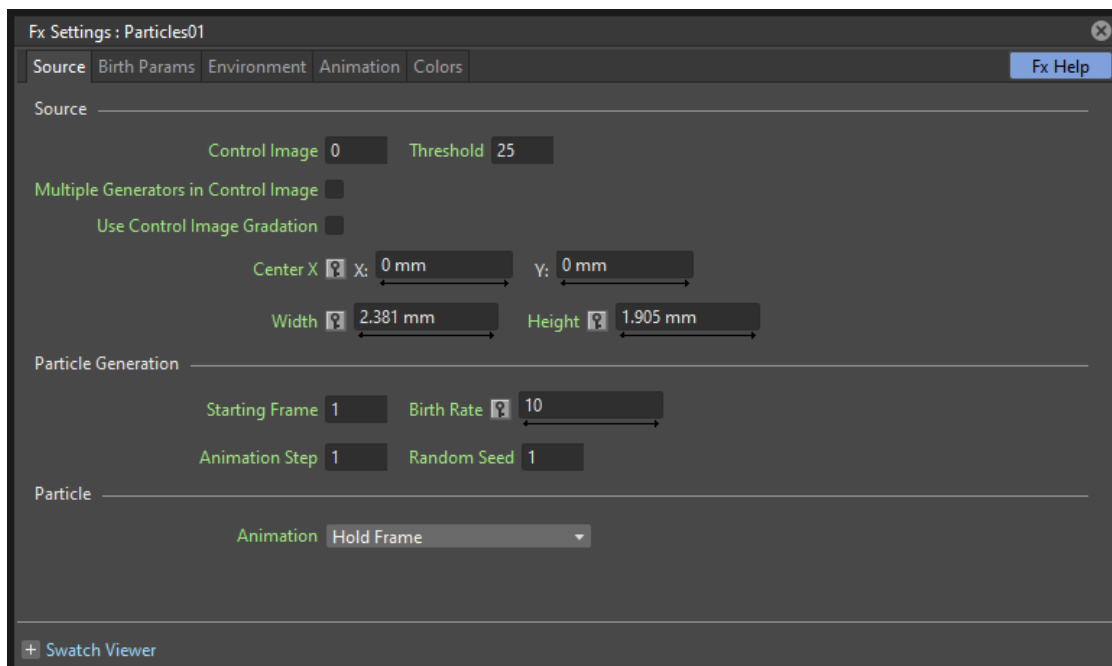 Fx Settings : Particles01
Source Birth Params Environment Animation Colors Fx Help
Source
Control Image 0 Threshold 25
Multiple Generators in Control Image
Use Control Image Gradation
Center X X: 0 mm Y: 0 mm
Width 2.381 mm Height 1.905 mm
Particle Generation
Starting Frame 1 Birth Rate 10
Animation Step 1 Random Seed 1
Particle
Animation Hold Frame
Swatch Viewer